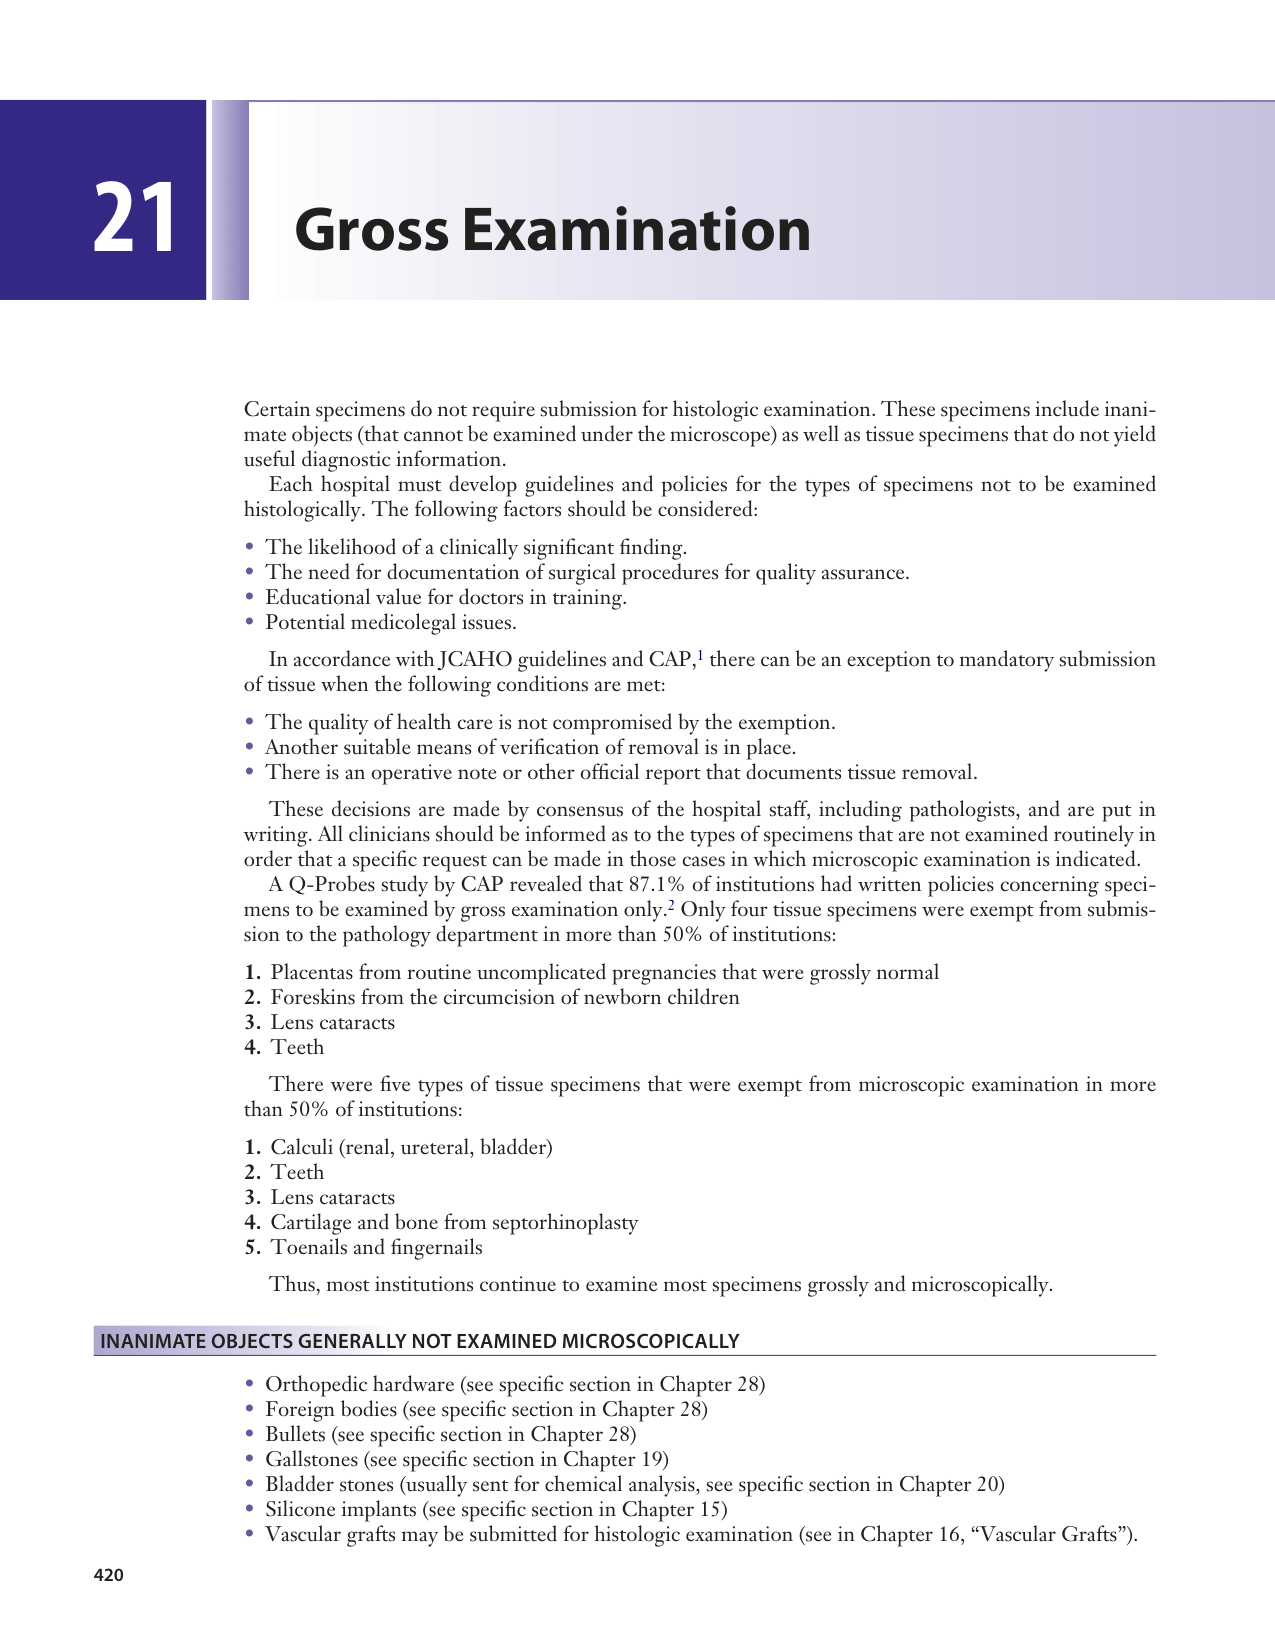 21
Gross Examination
Certain specimens do not require submission for histologic examination. These specimens include inani-
mate objects (that cannot be examined under the microscope) as well as tissue specimens that do not yield
useful diagnostic information.
Each hospital must develop guidelines and policies for the types of specimens not to be examined
histologically. The following factors should be considered:
• The likelihood of a clinically significant finding.
• The need for documentation of surgical procedures for quality assurance.
• Educational value for doctors in training.
• Potential medicolegal issues.
In accordance with JCAHO guidelines and CAP,1 there can be an exception to mandatory submission
of tissue when the following conditions are met:
• The quality of health care is not compromised by the exemption.
• Another suitable means of verification of removal is in place.
• There is an operative note or other official report that documents tissue removal.
These decisions are made by consensus of the hospital staff, including pathologists, and are put in
writing. All clinicians should be informed as to the types of specimens that are not examined routinely in
order that a specific request can be made in those cases in which microscopic examination is indicated.
A Q-Probes study by CAP revealed that 87.1% of institutions had written policies concerning speci-
mens to be examined by gross examination only.2 Only four tissue specimens were exempt from submis-
sion to the pathology department in more than 50% of institutions:
1. Placentas from routine uncomplicated pregnancies that were grossly normal
2. Foreskins from the circumcision of newborn children
3. Lens cataracts
4. Teeth
There were five types of tissue specimens that were exempt from microscopic examination in more
than 50% of institutions:
1. Calculi (renal, ureteral, bladder)
2. Teeth
3. Lens cataracts
4. Cartilage and bone from septorhinoplasty
5. Toenails and fingernails
Thus, most institutions continue to examine most specimens grossly and microscopically.
INANIMATE OBJECTS GENERALLY NOT EXAMINED MICROSCOPICALLY
• Orthopedic hardware (see specific section in Chapter 28)
• Foreign bodies (see specific section in Chapter 28)
• Bullets (see specific section in Chapter 28)
• Gallstones (see specific section in Chapter 19)
• Bladder stones (usually sent for chemical analysis, see specific section in Chapter 20)
• Silicone implants (see specific section in Chapter 15)
• Vascular grafts may be submitted for histologic examination (see in Chapter 16, “Vascular Grafts”).
420